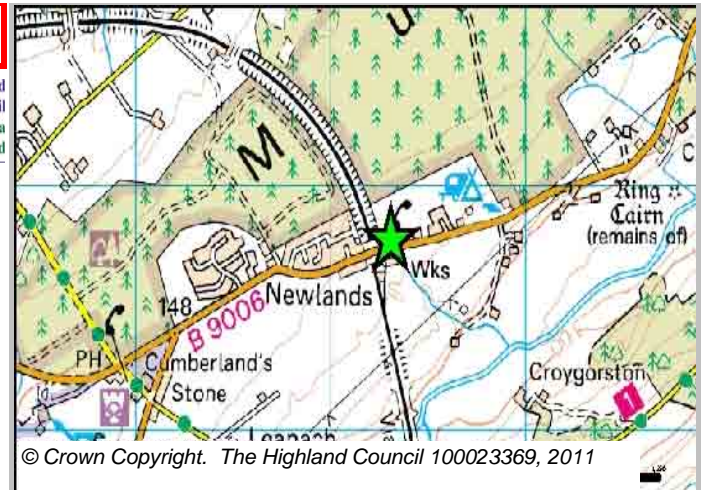 M
Ring
Cairn
(remains of)
Wks
Newlands
148
B 9006
PH
Cumberland's
Stone
Croygorston
1
© Crown Copyright. The Highland Council 100023369, 2011